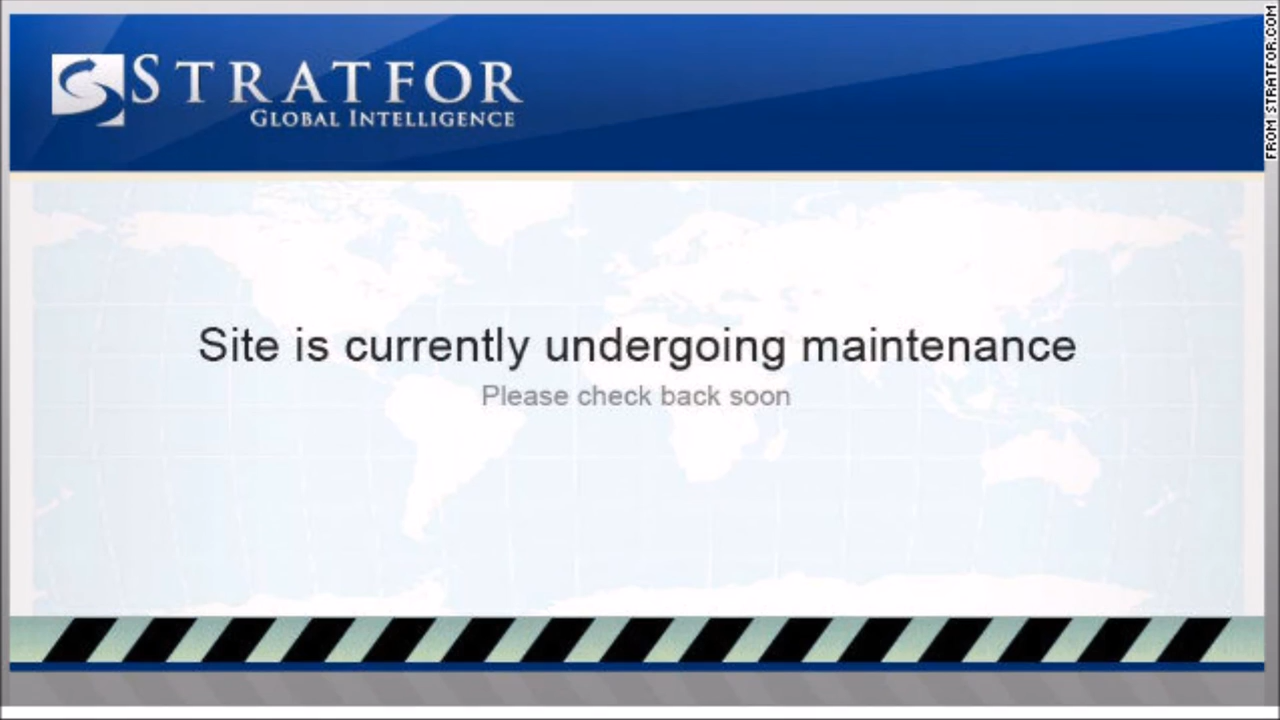 STRATFOR
GLOBAL INTELLIGENCE
FROM STRATFOR.COM
Site is currently undergoing maintenance
Please check back soon